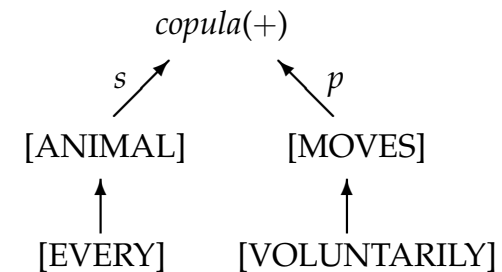 copula(+)
s p
[ANIMAL] [MOVES]
[EVERY] [VOLUNTARILY]